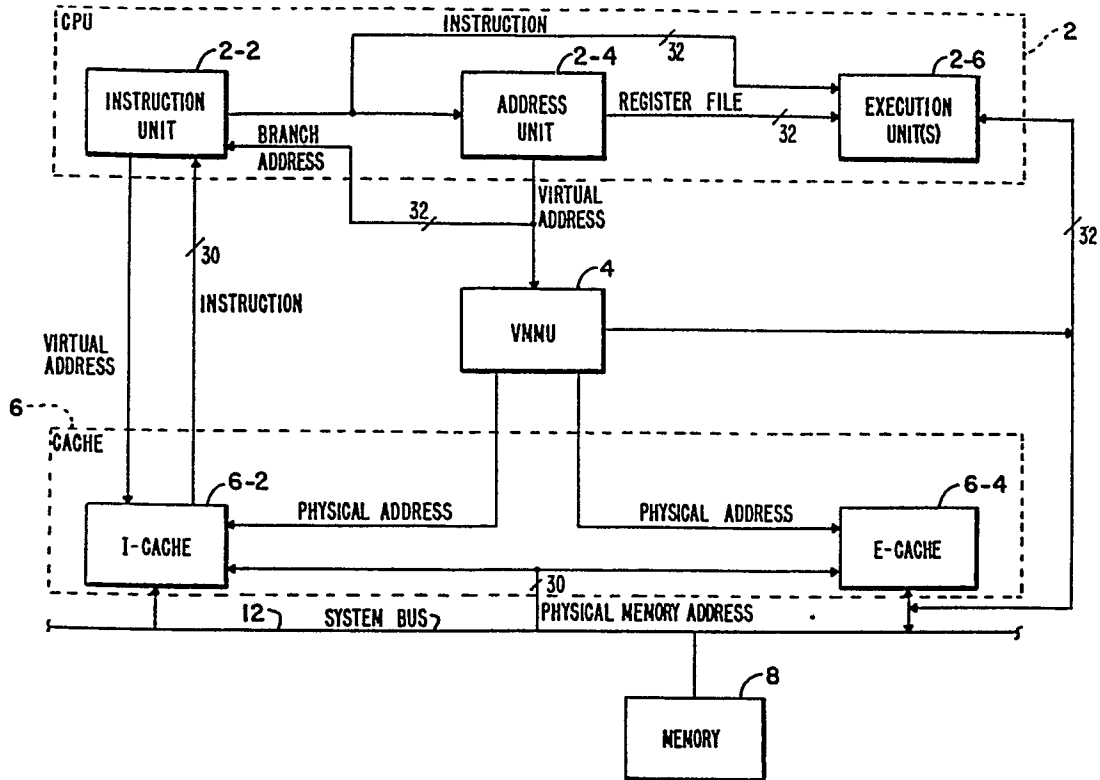 CPU
INSTRUCTION
32
2
2-2
2-4
2-6
INSTRUCTION
UNIT
ADDRESS
UNIT
REGISTER FILE
32
EXECUTION
UNIT(S)
BRANCH
ADDRESS
32
VIRTUAL
ADDRESS
32
30
INSTRUCTION
4
VMMU
VIRTUAL
ADDRESS
6
CACHE
6-2
6-4
PHYSICAL ADDRESS
PHYSICAL ADDRESS
I-CACHE
E-CACHE
30
12
SYSTEM BUS
PHYSICAL MEMORY ADDRESS
8
MEMORY